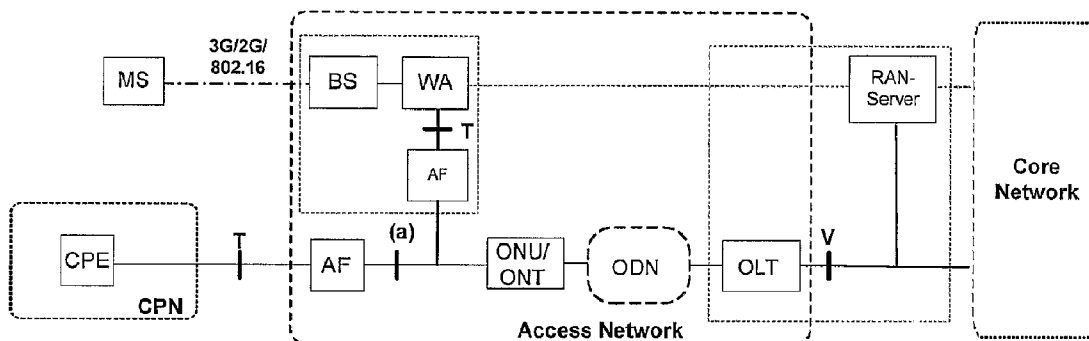 3G/2G/
802.16
MS
BS
WA
RAN-
Server
T
AF
Core
Network
CPE
T
AF
(a)
ONU/
ONT
ODN
OLT
V
CPN
Access Network